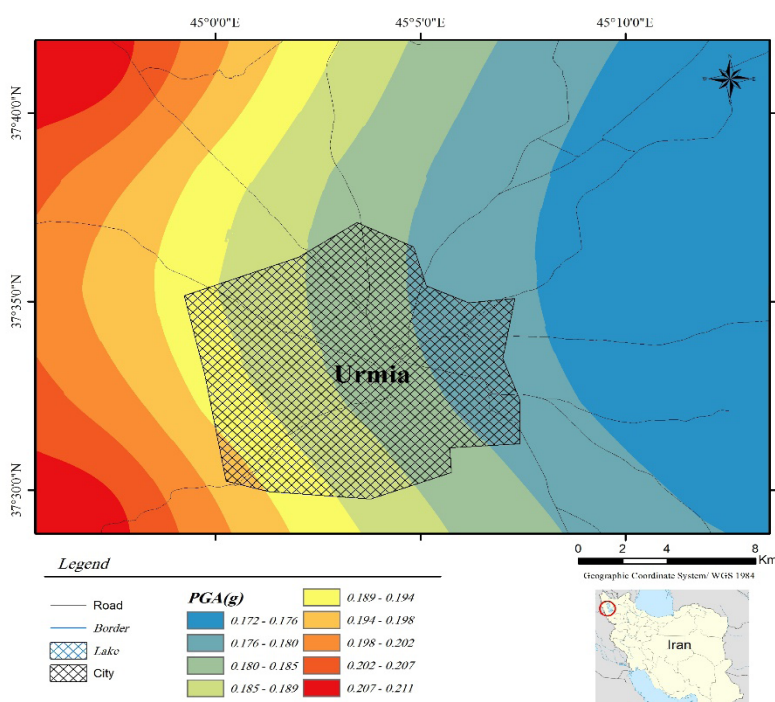 45°0'0"E 45°5'0"E 45°10'0"E
37°40'0"N
37°35'0"N
37°30'0"N
Urmia
Legend
Road
Border
Lake
City
PGA(g)
0.172 - 0.176
0.176 - 0.180
0.180 - 0.185
0.185 - 0.189
0.189 - 0.194
0.194 - 0.198
0.198 - 0.202
0.202 - 0.207
0.207 - 0.211
0 2 4 8
Km
Geographic Coordinate System/ WGS 1984
Iran